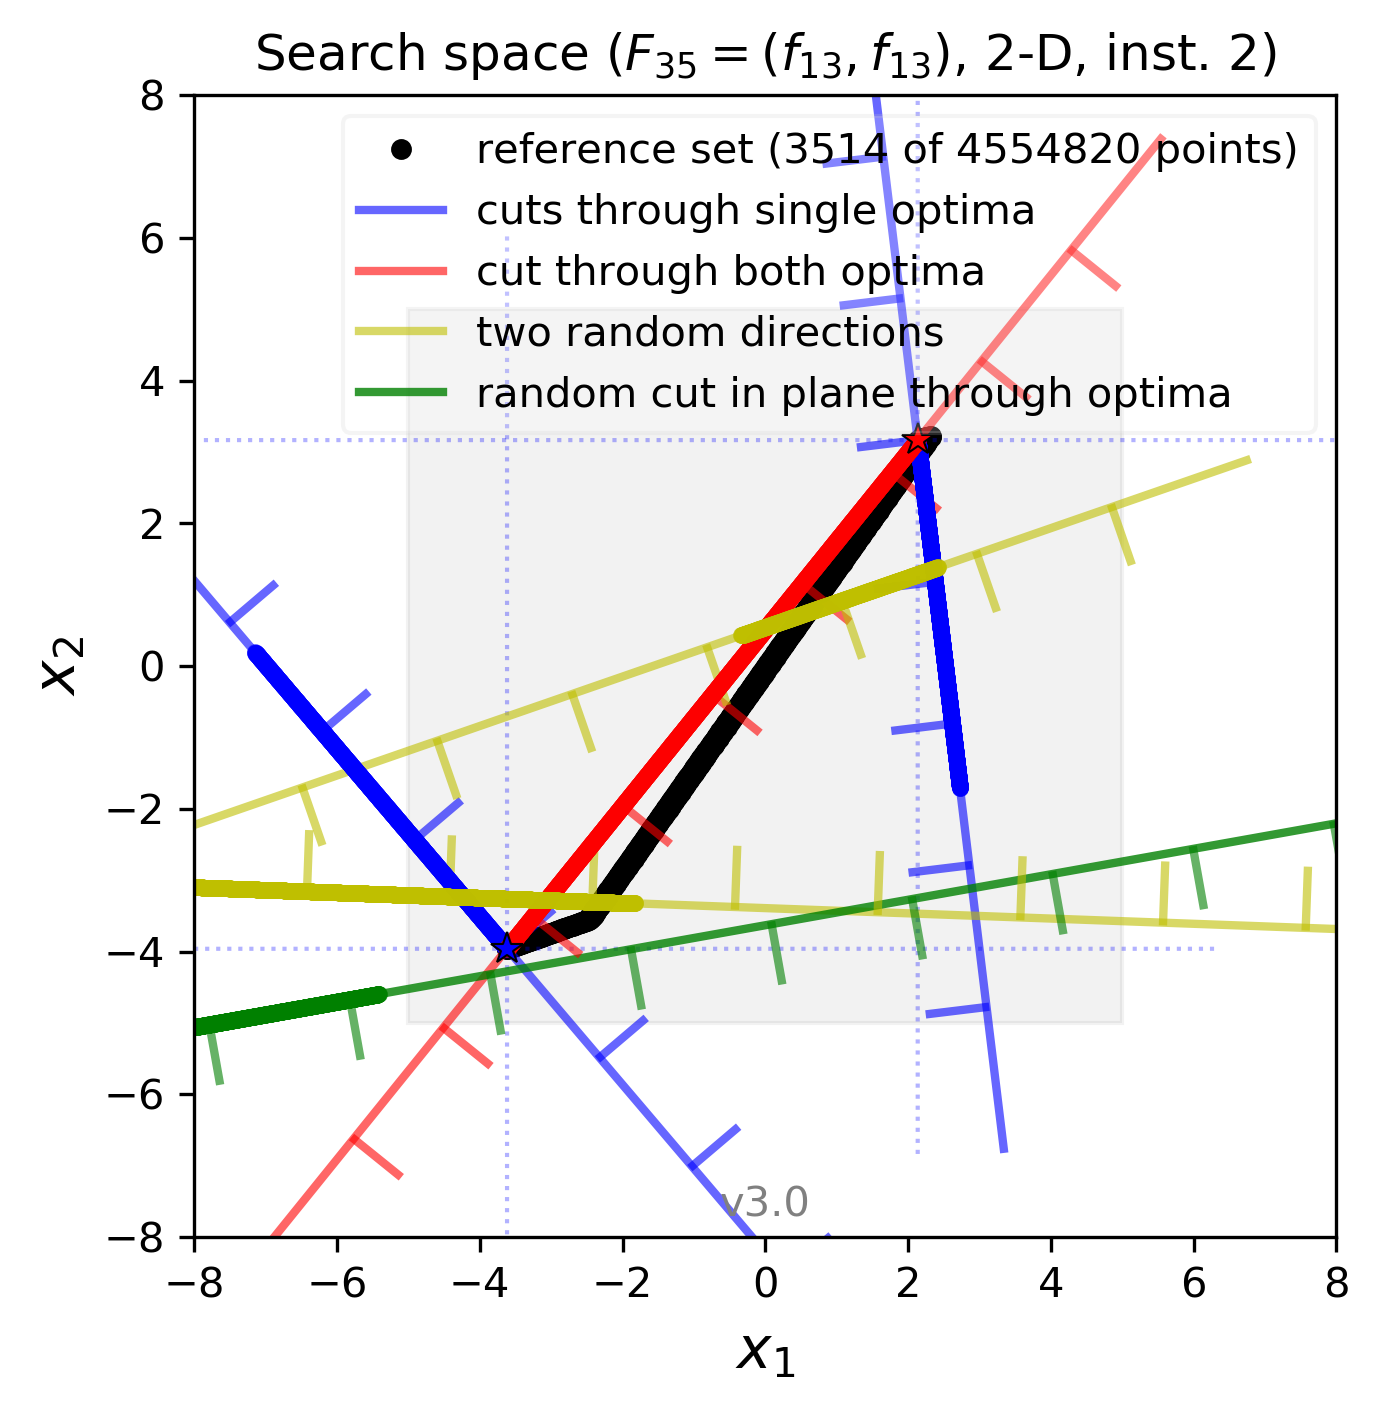 Search space (F₃₅ = (f₁₃, f₁₃), 2-D, inst. 2)
reference set (3514 of 4554820 points)
cuts through single optima
cut through both optima
two random directions
random cut in plane through optima
8
6
4
2
0
−2
−4
−6
−8
x₂
v3.0
−8 −6 −4 −2 0 2 4 6 8
x₁